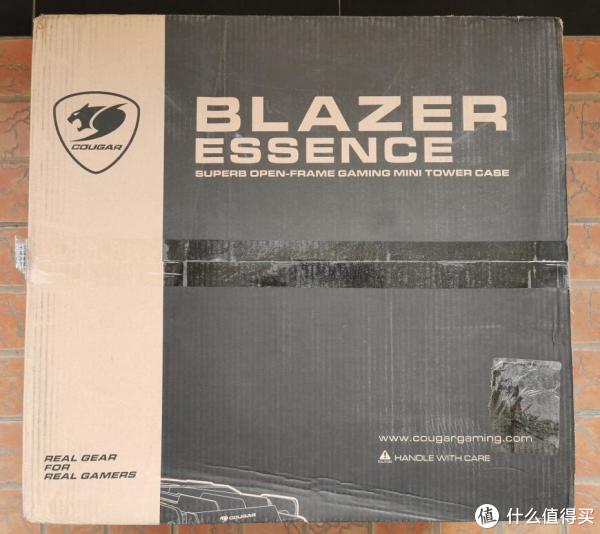 BLAZER
ESSENCE
SUPERB OPEN-FRAME GAMING MINI TOWER CASE
COUGAR
www.cougargaming.com
HANDLE WITH CARE
REAL GEAR
FOR
REAL GAMERS
COUGAR
值 什么值得买